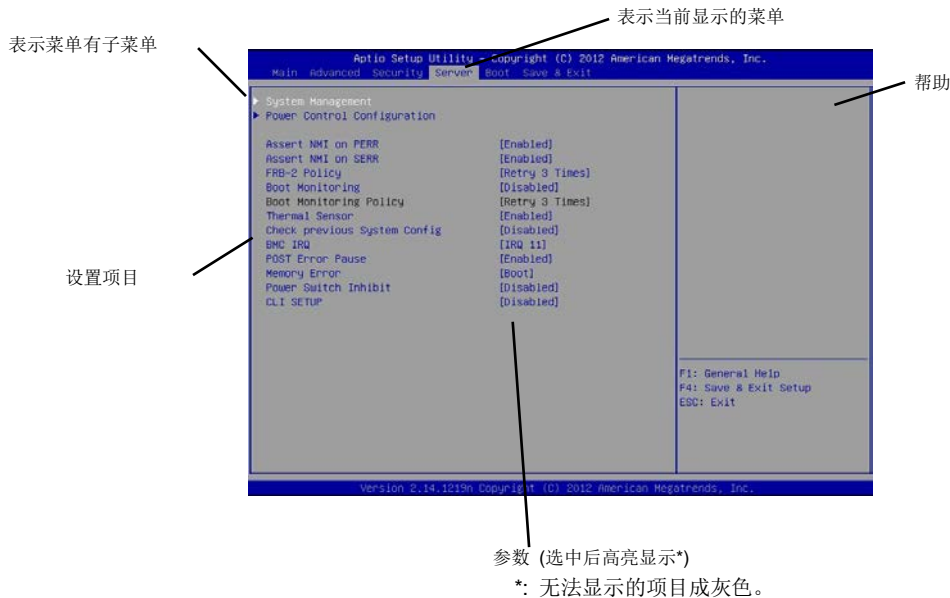 表示当前显示的菜单
表示菜单有子菜单
帮助
Aptio Setup Utility - Copyright (C) 2012 American Megatrends, Inc.
Main Advanced Security Server Boot Save & Exit
System Management
Power Control Configuration
Assert NMI on PERR [Enabled]
Assert NMI on SERR [Enabled]
FRB-2 Policy [Retry 3 Times]
Boot Monitoring [Disabled]
Boot Monitoring Policy [Retry 3 Times]
Thermal Sensor [Enabled]
Check previous System Config [Disabled]
BMC IRQ [IRQ 11]
POST Error Pause [Enabled]
Memory Error [Boot]
Power Switch Inhibit [Disabled]
CLI SETUP [Disabled]
设置项目
F1: General Help
F4: Save & Exit Setup
ESC: Exit
Version 2.14.1219n Copyright (C) 2012 American Megatrends, Inc.
参数 (选中后高亮显示*)
*: 无法显示的项目成灰色。